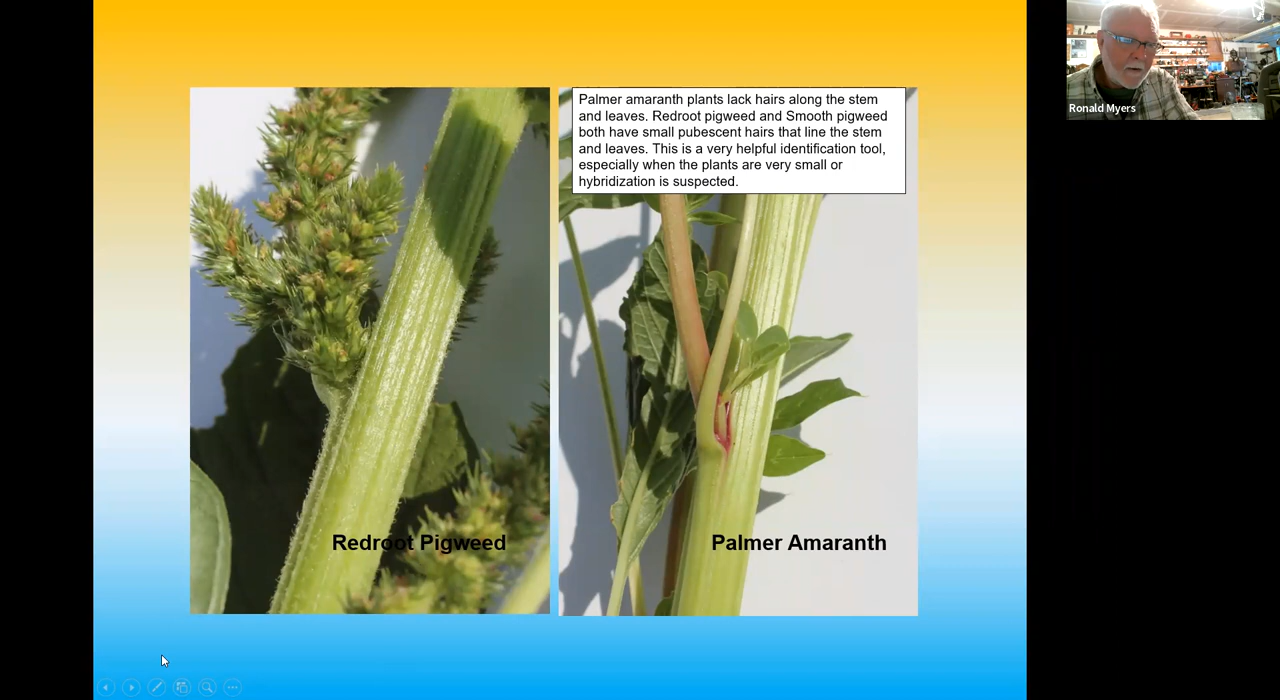 Palmer amaranth plants lack hairs along the stem
and leaves. Redroot pigweed and Smooth pigweed
both have small pubescent hairs that line the stem
and leaves. This is a very helpful identification tool,
especially when the plants are very small or
hybridization is suspected.
Redroot Pigweed
Palmer Amaranth
Ronald Myers